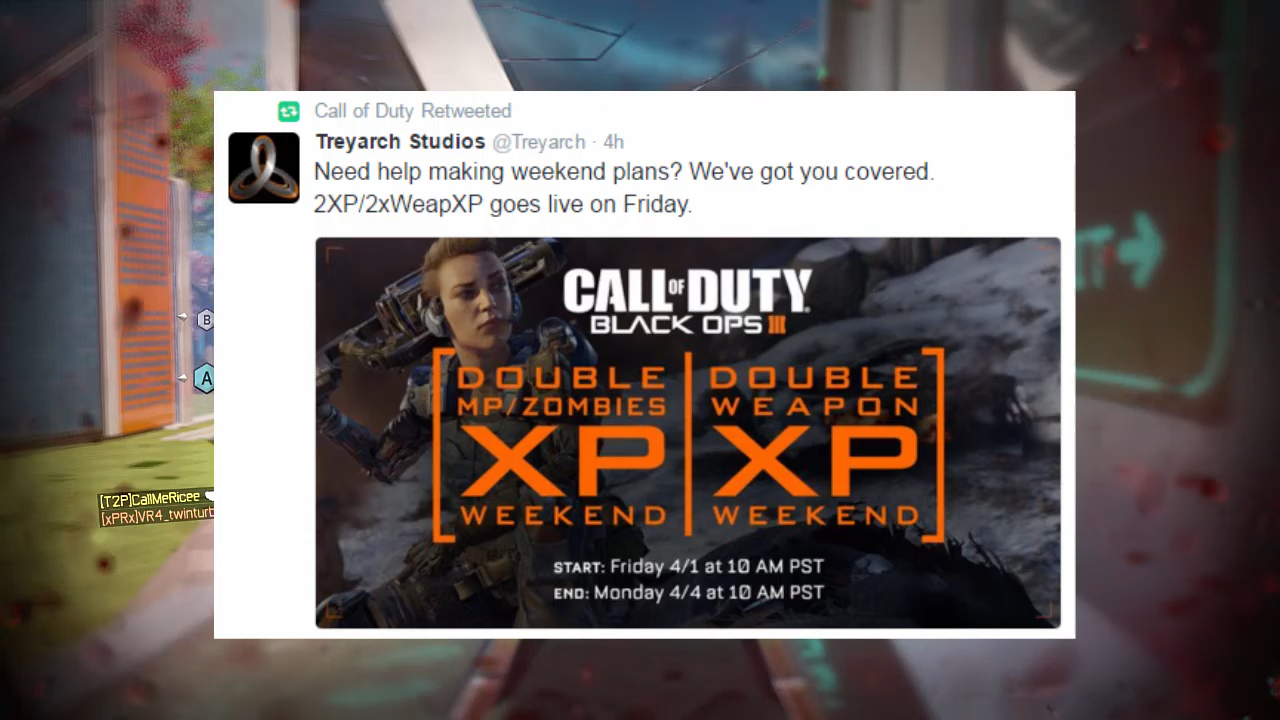 Call of Duty Retweeted
Treyarch Studios @Treyarch · 4h
Need help making weekend plans? We've got you covered.
2XP/2xWeapXP goes live on Friday.
CALL OF DUTY
BLACK OPS III
DOUBLE
MP/ZOMBIES
XP
WEEKEND
DOUBLE
WEAPON
XP
WEEKEND
START: Friday 4/1 at 10 AM PST
END: Monday 4/4 at 10 AM PST
B
A
[T2P]CallMeRicee
[xPRx]VR4_twinturb